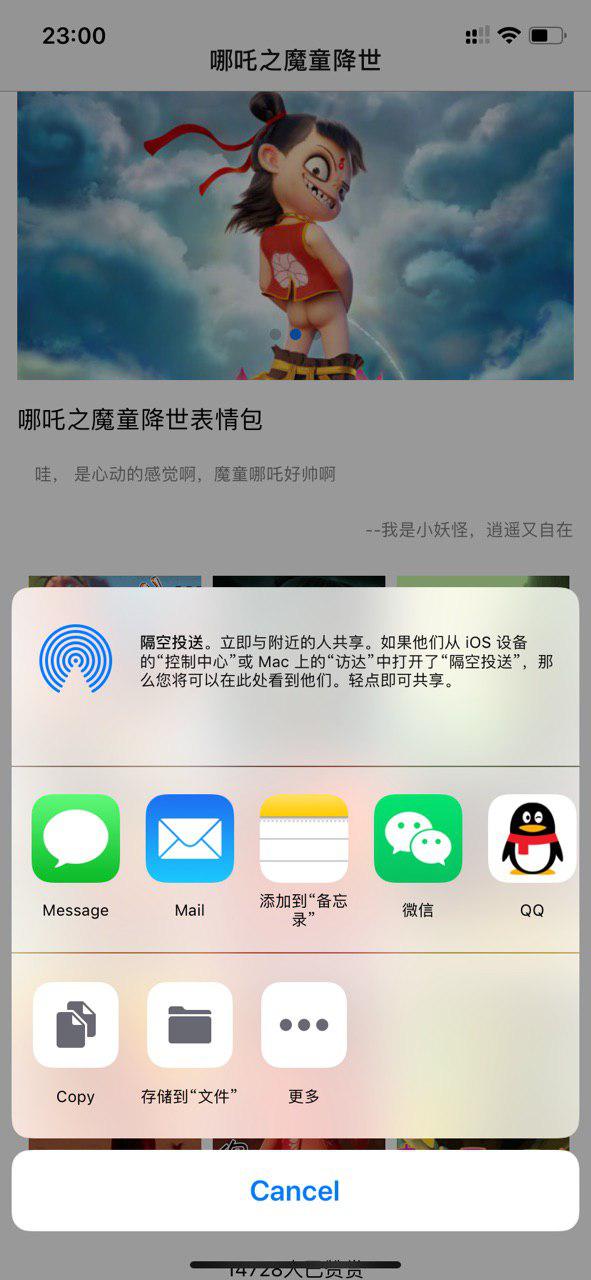 23:00
哪吒之魔童降世
哪吒之魔童降世表情包
哇， 是心动的感觉啊，魔童哪吒好帅啊
--我是小妖怪，逍遥又自在
隔空投送。立即与附近的人共享。如果他们从 iOS 设备
的“控制中心”或 Mac 上的“访达”中打开了“隔空投送”，那
么您将可以在此处看到他们。轻点即可共享。
Message
Mail
添加到“备忘
录”
微信
QQ
Copy
存储到“文件”
更多
Cancel
14728人已赞赏